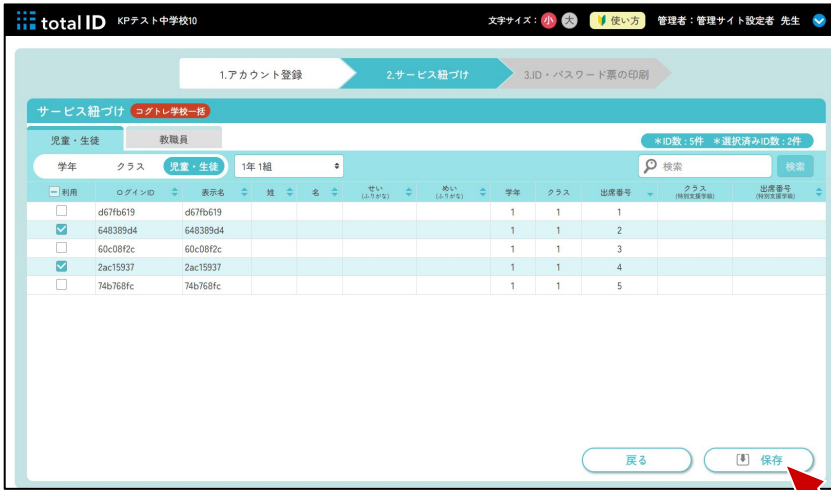 total ID KPテスト中学校10 文字サイズ: 小 大 使い方 管理者:管理サイト設定者 先生
1.アカウント登録 2.サービス紐づけ 3.ID・パスワード票の印刷
サービス紐づけ コグトレ学校一括
児童・生徒 教職員 *ID数:5件 *選択済みID数:2件
学年 クラス 児童・生徒 1年1組 検索 検索
利用 ログインID 表示名 姓 名 せい(ふりがな) めい(ふりがな) 学年 クラス 出席番号 クラス(特別支援学級) 出席番号(特別支援学級)
d67fb619 d67fb619 1 1 1
648389d4 648389d4 1 1 2
60c08f2c 60c08f2c 1 1 3
2ac15937 2ac15937 1 1 4
74b768fc 74b768fc 1 1 5
戻る 保存